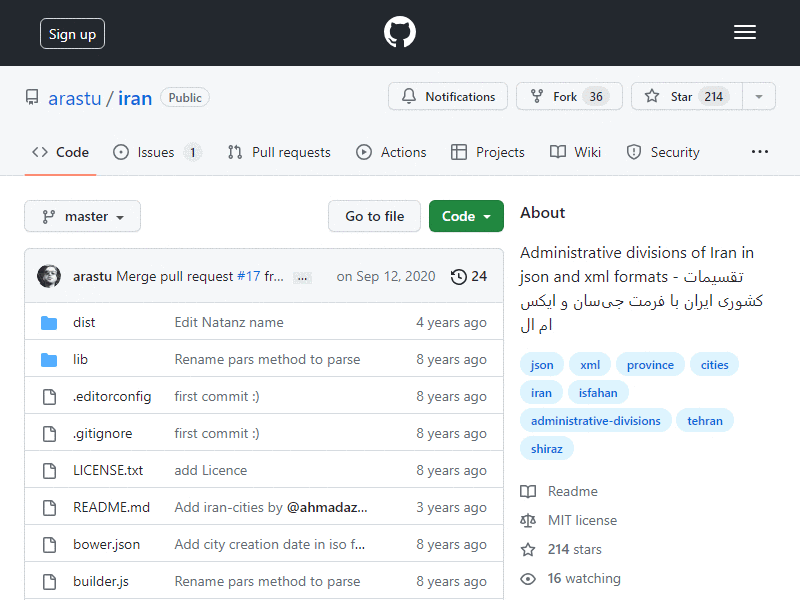 Sign up
arastu / iran Public
Notifications
Fork 36
Star 214
Code
Issues 1
Pull requests
Actions
Projects
Wiki
Security
master
Go to file
Code
arastu Merge pull request #17 fr... ... on Sep 12, 2020 24
dist Edit Natanz name 4 years ago
lib Rename pars method to parse 8 years ago
.editorconfig first commit :) 8 years ago
.gitignore first commit :) 8 years ago
LICENSE.txt add Licence 8 years ago
README.md Add iran-cities by @ahmadaz... 3 years ago
bower.json Add city creation date in iso f... 8 years ago
builder.js Rename pars method to parse 8 years ago
About
Administrative divisions of Iran in
json and xml formats - تقسیمات
کشوری ایران با فرمت جی‌سان و ایکس
ام ال
json xml province cities
iran isfahan
administrative-divisions tehran
shiraz
Readme
MIT license
214 stars
16 watching